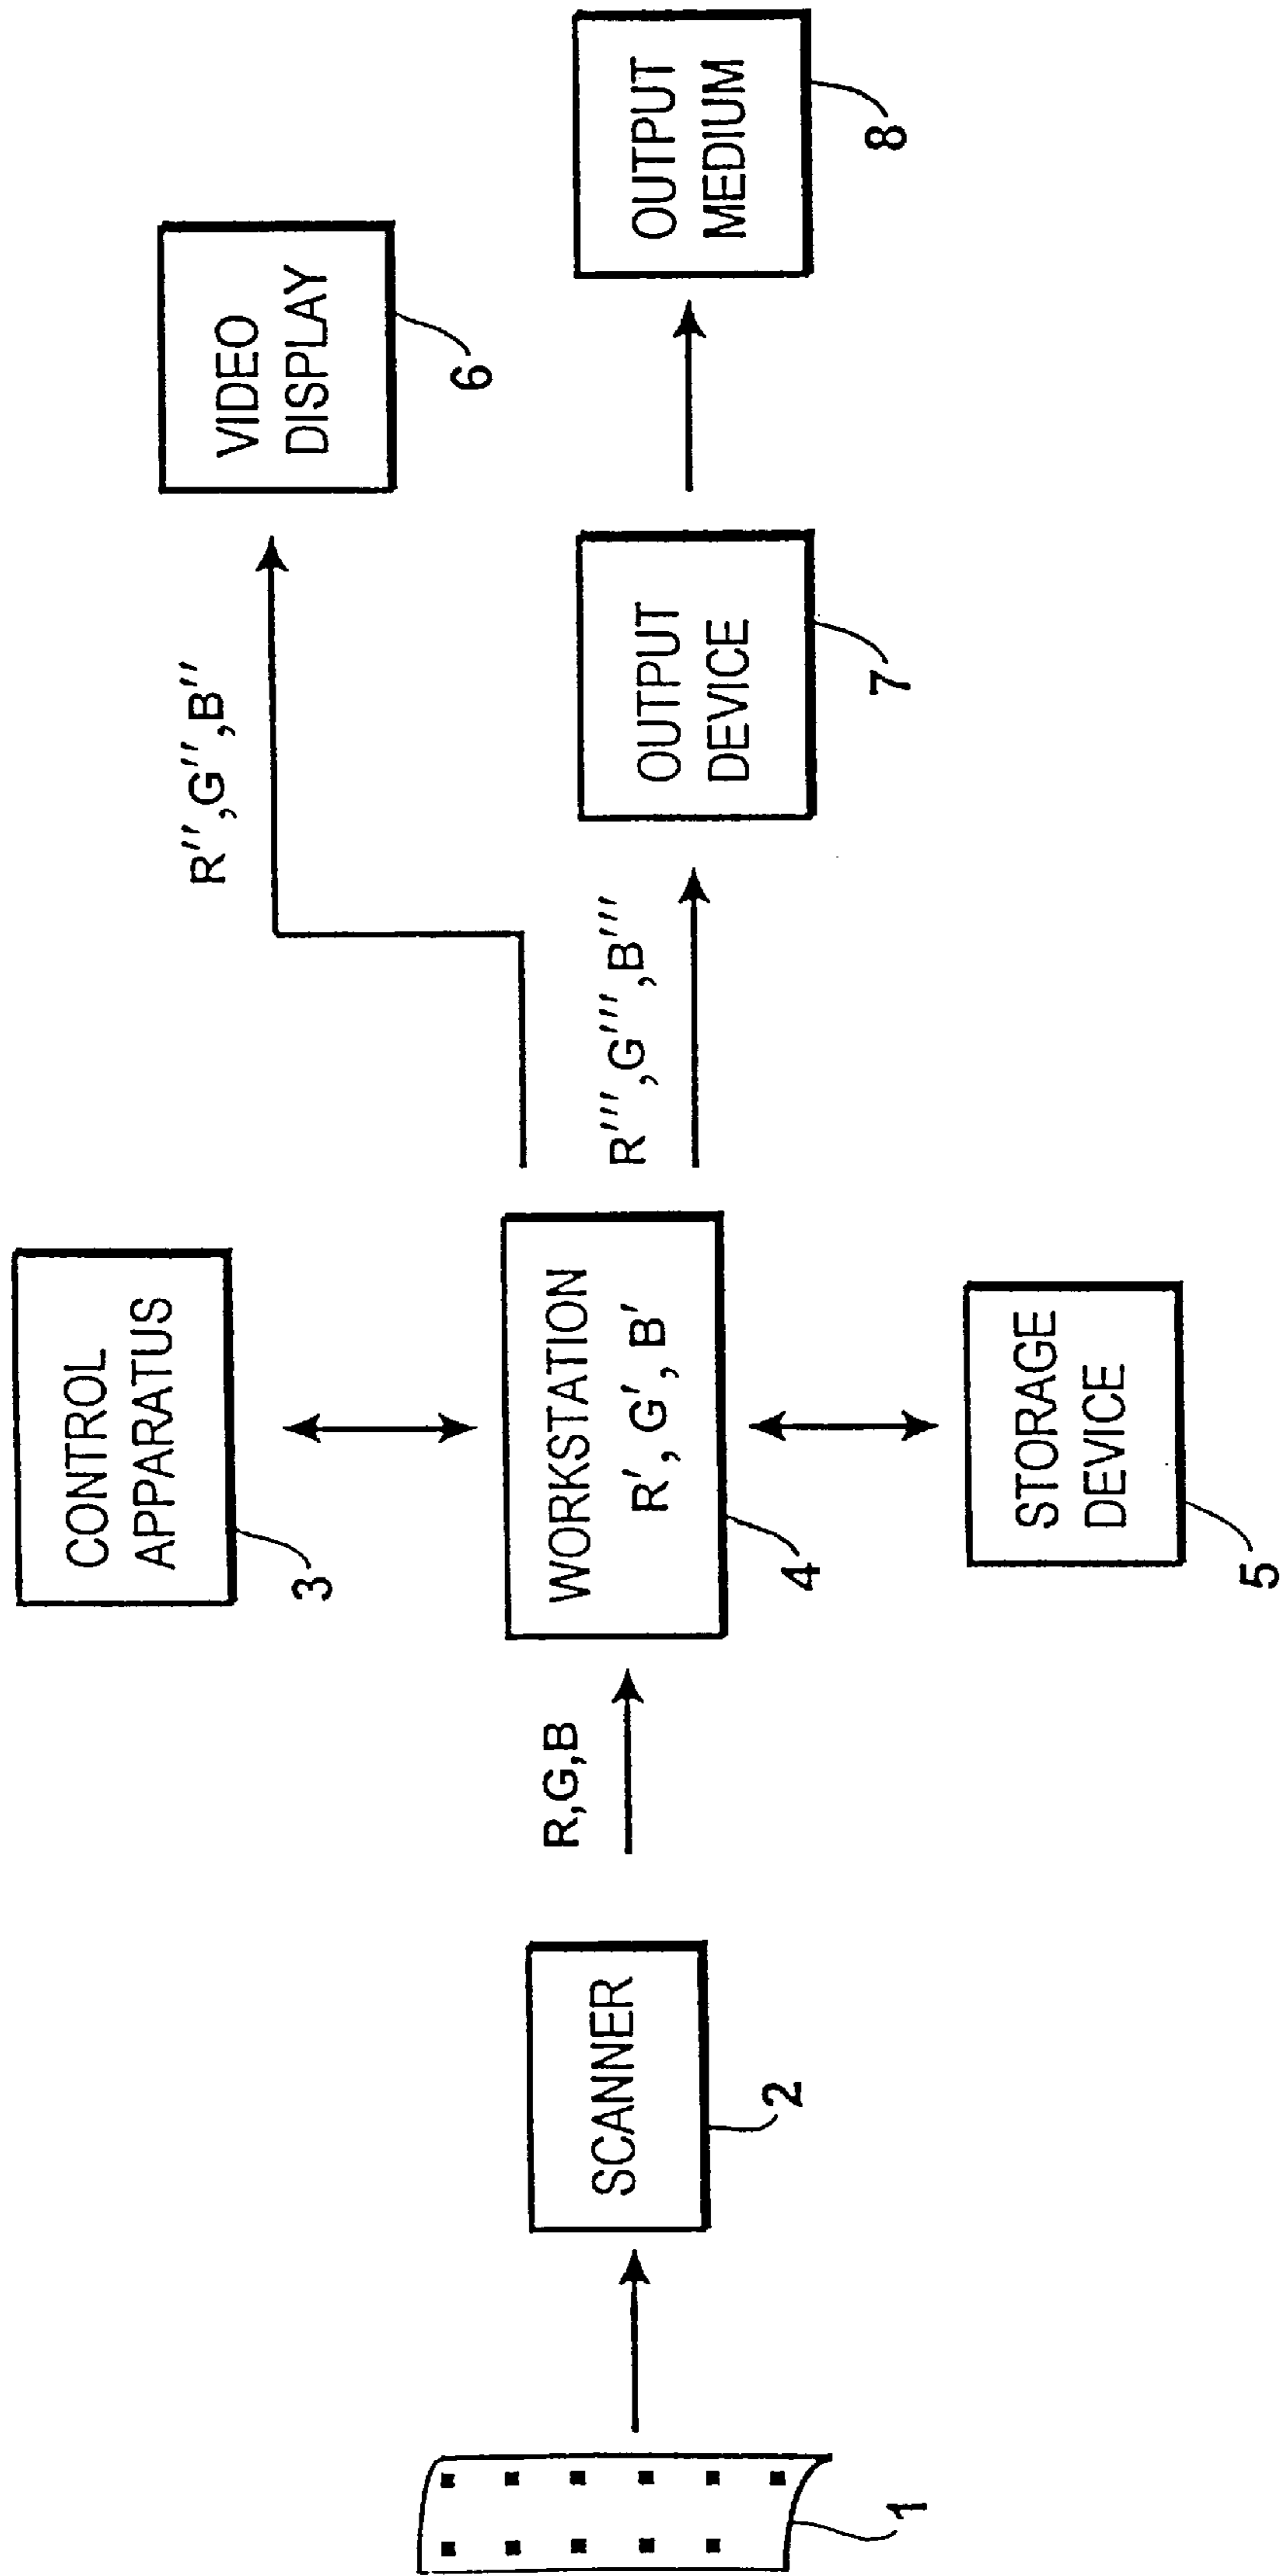 CONTROL
APPARATUS
3
VIDEO
DISPLAY
6
R'',G'',B''
1
SCANNER
2
R,G,B
WORKSTATION
R', G', B'
4
R''',G''',B'''
OUTPUT
DEVICE
7
OUTPUT
MEDIUM
8
STORAGE
DEVICE
5